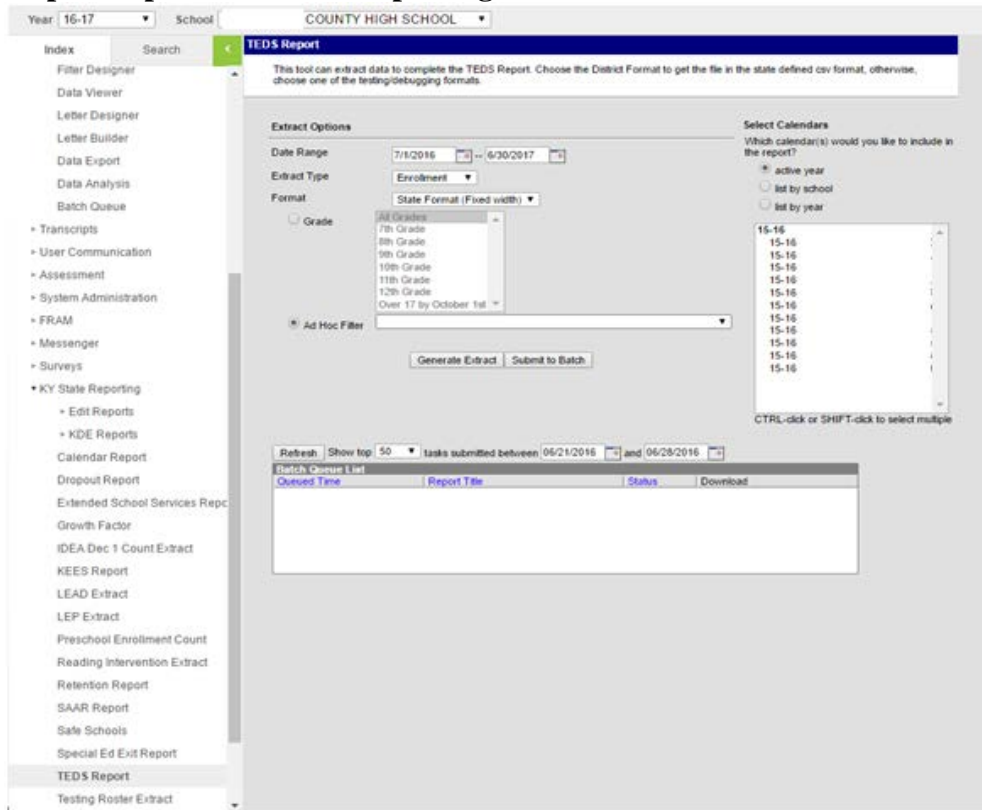 Year 16-17 School COUNTY HIGH SCHOOL
Index Search
Filter Designer
Data Viewer
Letter Designer
Letter Builder
Data Export
Data Analysis
Batch Queue
Transcripts
User Communication
Assessment
System Administration
FRAM
Messenger
Surveys
KY State Reporting
+ Edit Reports
+ KDE Reports
Calendar Report
Dropout Report
Extended School Services Repo
Growth Factor
IDEA Dec 1 Count Extract
KEES Report
LEAD Extract
LEP Extract
Preschool Enrollment Count
Reading Intervention Extract
Retention Report
SAAR Report
Safe Schools
Special Ed Exit Report
TEDS Report
Testing Roster Extract
TEDS Report
This tool can extract data to complete the TEDS Report. Choose the District Format to get the file in the state defined csv format, otherwise,
choose one of the testing/debugging formats.
Extract Options
Date Range 7/1/2016 -- 6/30/2017
Extract Type Enrollment
Format State Format (Fixed width)
Grade All Grades
7th Grade
8th Grade
9th Grade
10th Grade
11th Grade
12th Grade
Over 17 by October 1st
Ad Hoc Filter
Generate Extract Submit to Batch
Select Calendars
Which calendar(s) would you like to include in
the report?
active year
list by school
list by year
15-16
15-16
15-16
15-16
15-16
15-16
15-16
15-16
15-16
15-16
15-16
15-16
CTRL-click or SHIFT-click to select multiple
Refresh Show top 50 tasks submitted between 06/21/2016 and 06/28/2016
Batch Queue List
Queued Time Report Title Status Download